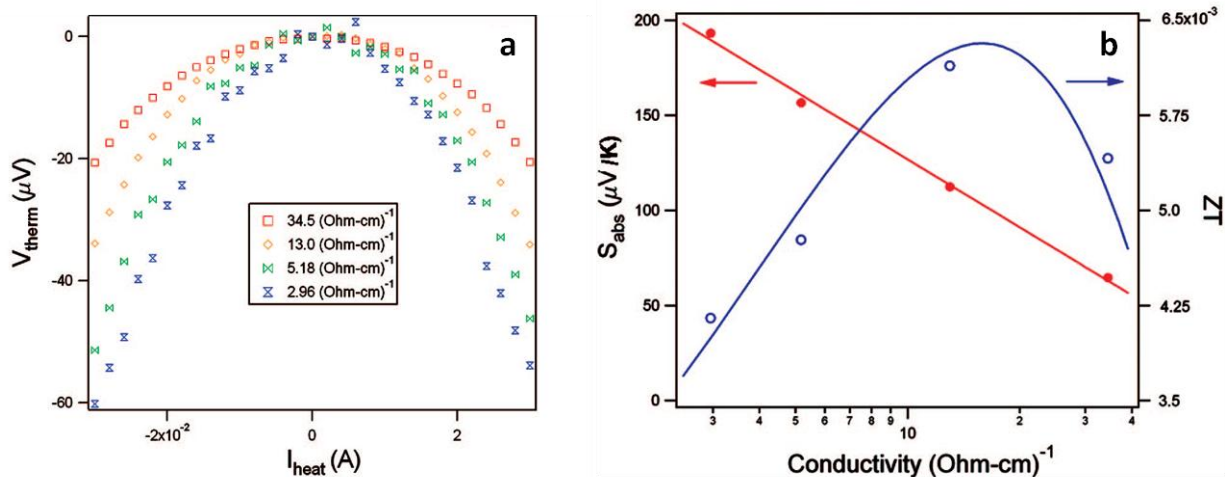 a
0
-20
-40
-60
V_therm (μV)
34.5 (Ohm-cm)^-1
13.0 (Ohm-cm)^-1
5.18 (Ohm-cm)^-1
2.96 (Ohm-cm)^-1
-2x10^-2
0
2
I_heat (A)
b
200
150
100
50
0
S_abs (μV/K)
6.5x10^-3
5.75
5.0
4.25
3.5
ZT
3
4
5
6
7
8
9
10
2
3
4
Conductivity (Ohm-cm)^-1